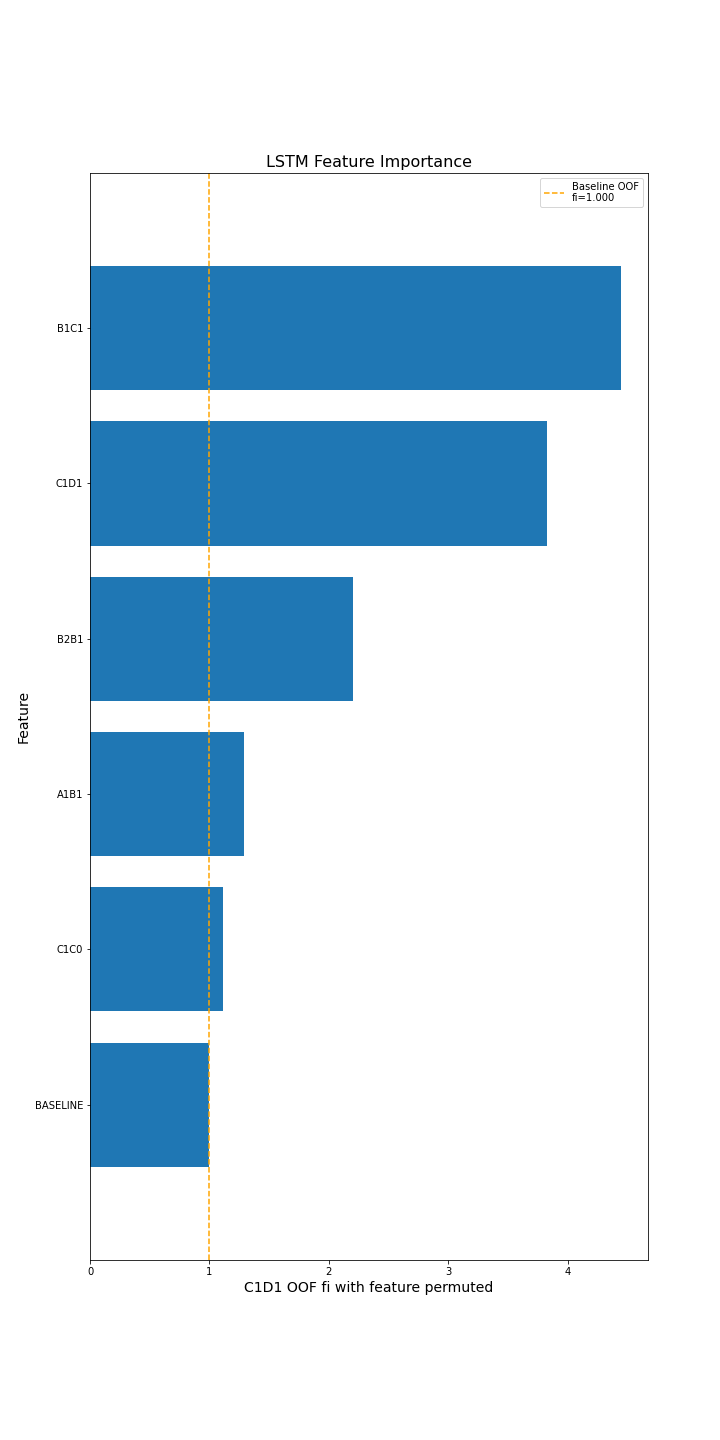 LSTM Feature Importance
Baseline OOF
fi=1.000
B1C1
C1D1
B2B1
A1B1
C1C0
BASELINE
Feature
0 1 2 3 4
C1D1 OOF fi with feature permuted